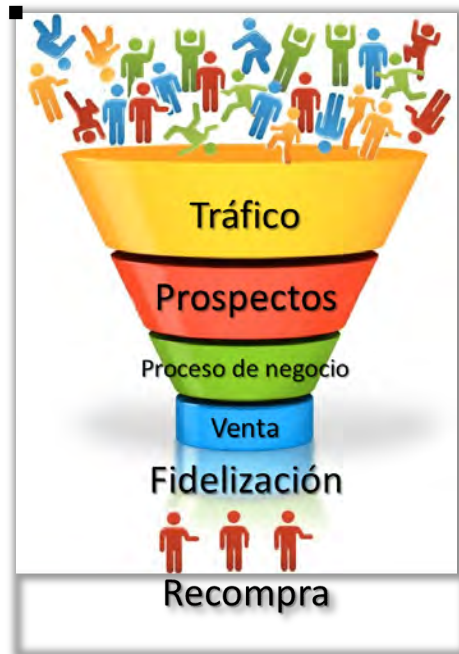 Tráfico
Prospectos
Proceso de negocio
Venta
Fidelización
Recompra